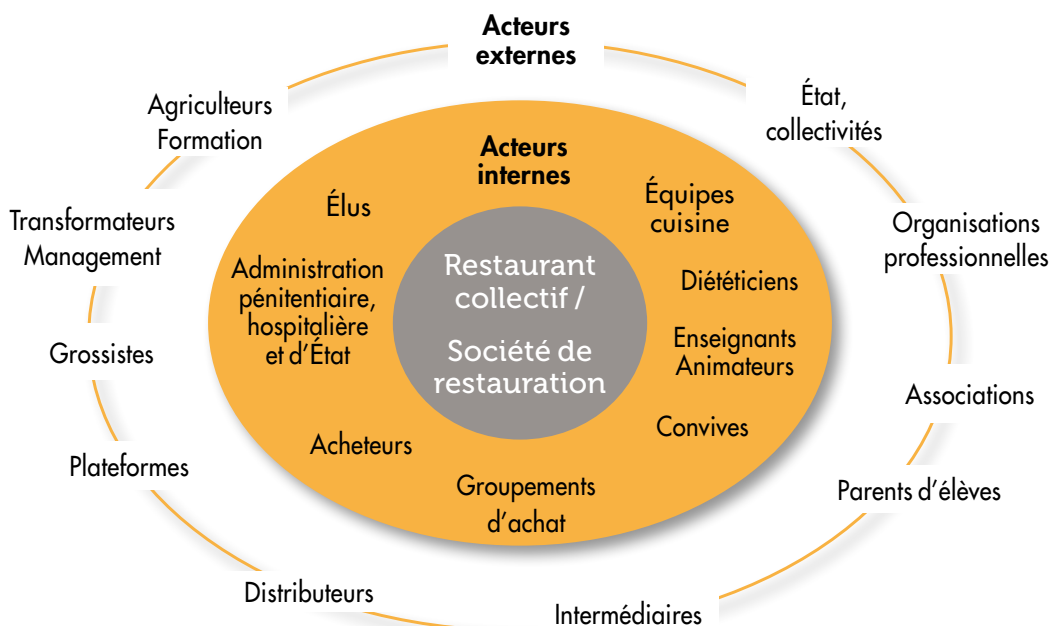 Acteurs
externes
Agriculteurs
Formation
État,
collectivités
Acteurs
internes
Élus
Équipes
cuisine
Transformateurs
Management
Organisations
professionnelles
Administration
pénitentiaire,
hospitalière
et d’État
Restaurant
collectif /
Société de
restauration
Diététiciens
Enseignants
Animateurs
Grossistes
Associations
Convives
Acheteurs
Plateformes
Groupements
d’achat
Parents d’élèves
Distributeurs
Intermédiaires